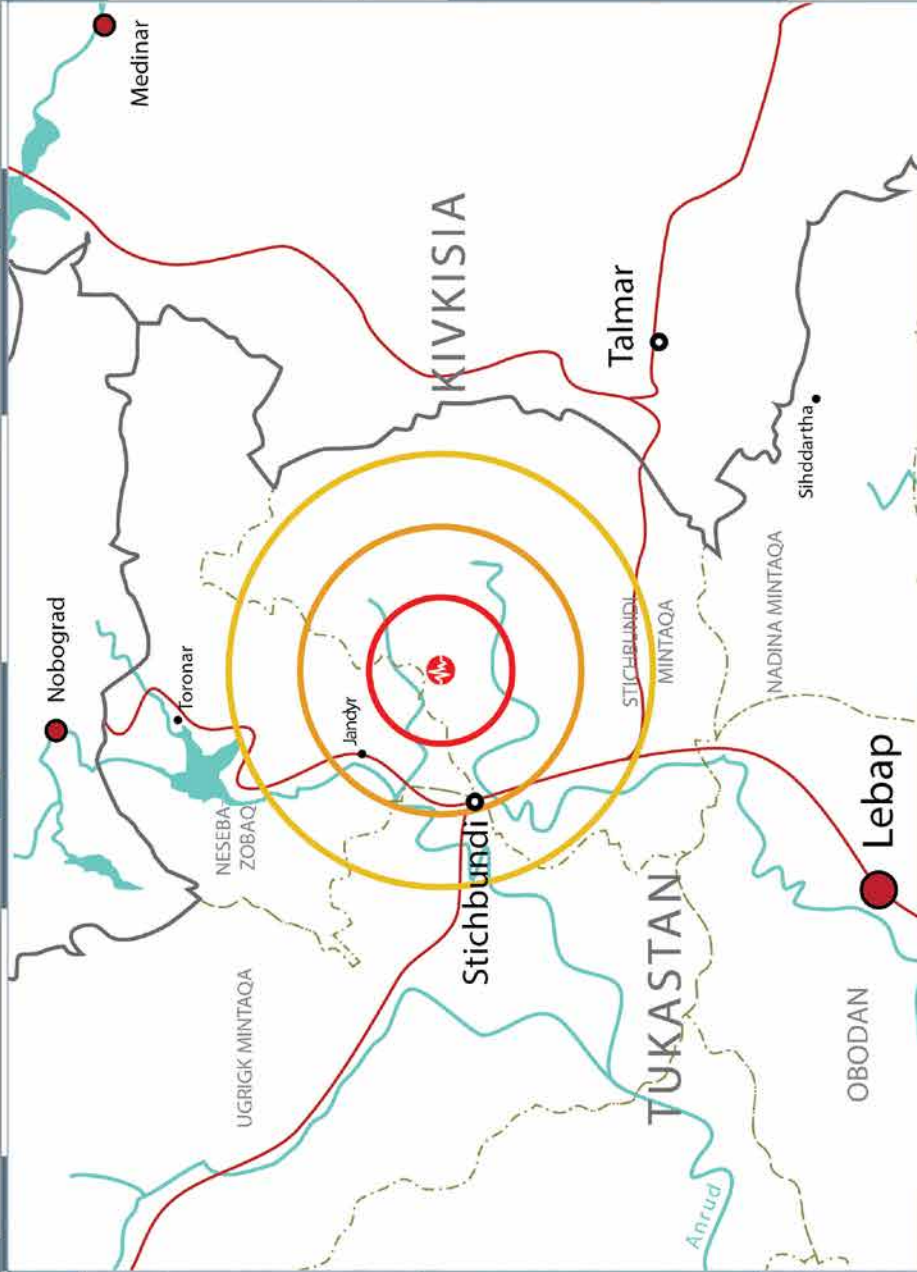 Nobograd
Medinar
Toronar
NESEBA-
ZOBAQ
UGRIGK MINTAQA
Jandyr
KIVKISIA
Stichbundi
Talmar
STICHBUNDI
MINTAQA
TUKASTAN
Anrud
NADINA MINTAQA
Sihddartha
OBODAN
Lebap